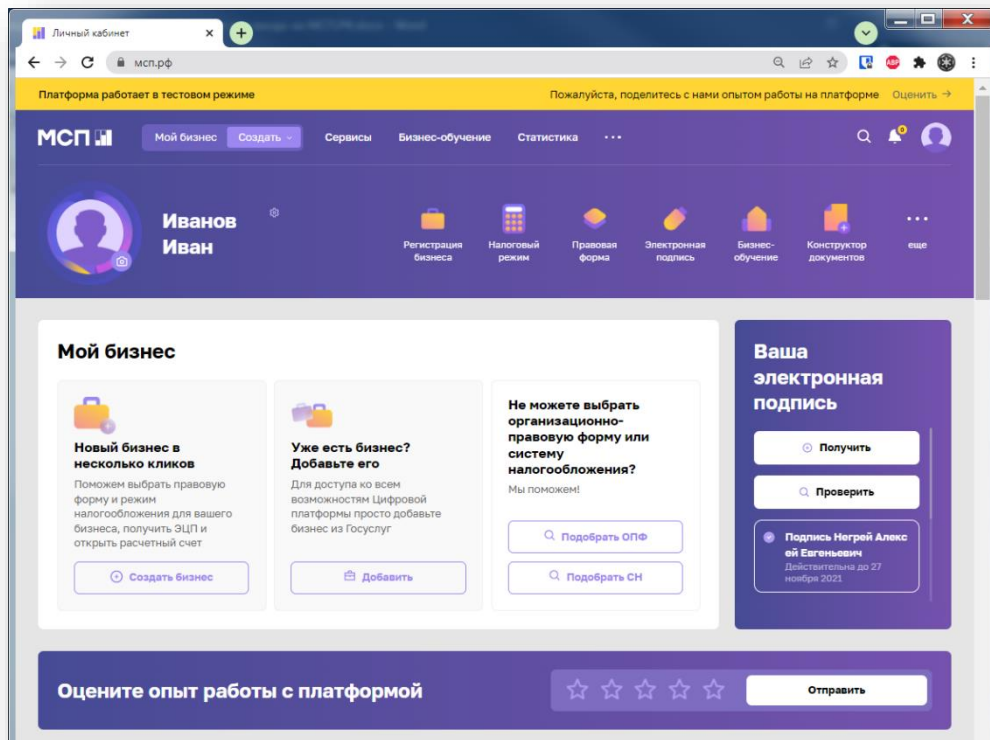 Личный кабинет
мсп.рф
Платформа работает в тестовом режиме
Пожалуйста, поделитесь с нами опытом работы на платформе Оценить →
МСП
Мой бизнес Создать
Сервисы Бизнес-обучение Статистика ...
0
Иванов
Иван
Регистрация
бизнеса
Налоговый
режим
Правовая
форма
Электронная
подпись
Бизнес-
обучение
Конструктор
документов
...
еще
Мой бизнес
Новый бизнес в
несколько кликов
Поможем выбрать правовую
форму и режим
налогообложения для вашего
бизнеса, получить ЭЦП и
открыть расчетный счет
Создать бизнес
Уже есть бизнес?
Добавьте его
Для доступа ко всем
возможностям Цифровой
платформы просто добавьте
бизнес из Госуслуг
Добавить
Не можете выбрать
организационно-
правовую форму или
систему
налогообложения?
Мы поможем!
Подобрать ОПФ
Подобрать СН
Ваша
электронная
подпись
Получить
Проверить
Подпись Негрей Алекс
ей Евгеньевич
Действительна до 27
ноября 2021
Оцените опыт работы с платформой
Отправить